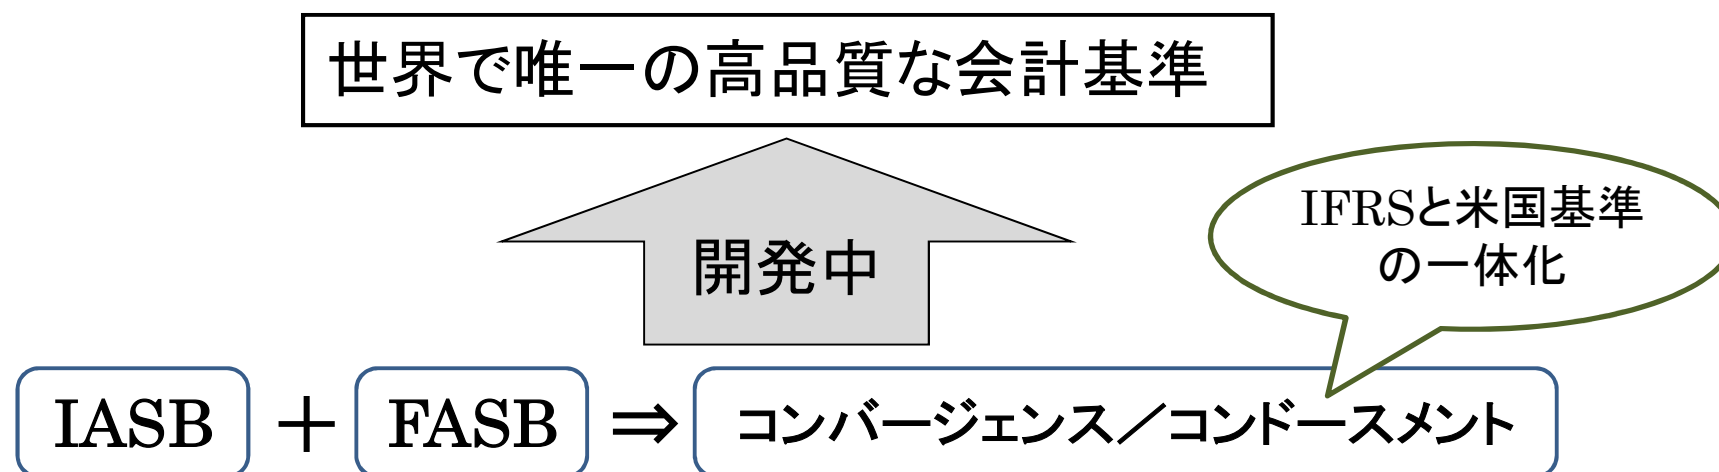 世界で唯一の高品質な会計基準
開発中
IFRSと米国基準
の一体化
IASB + FASB ⇒ コンバージェンス/コンドースメント